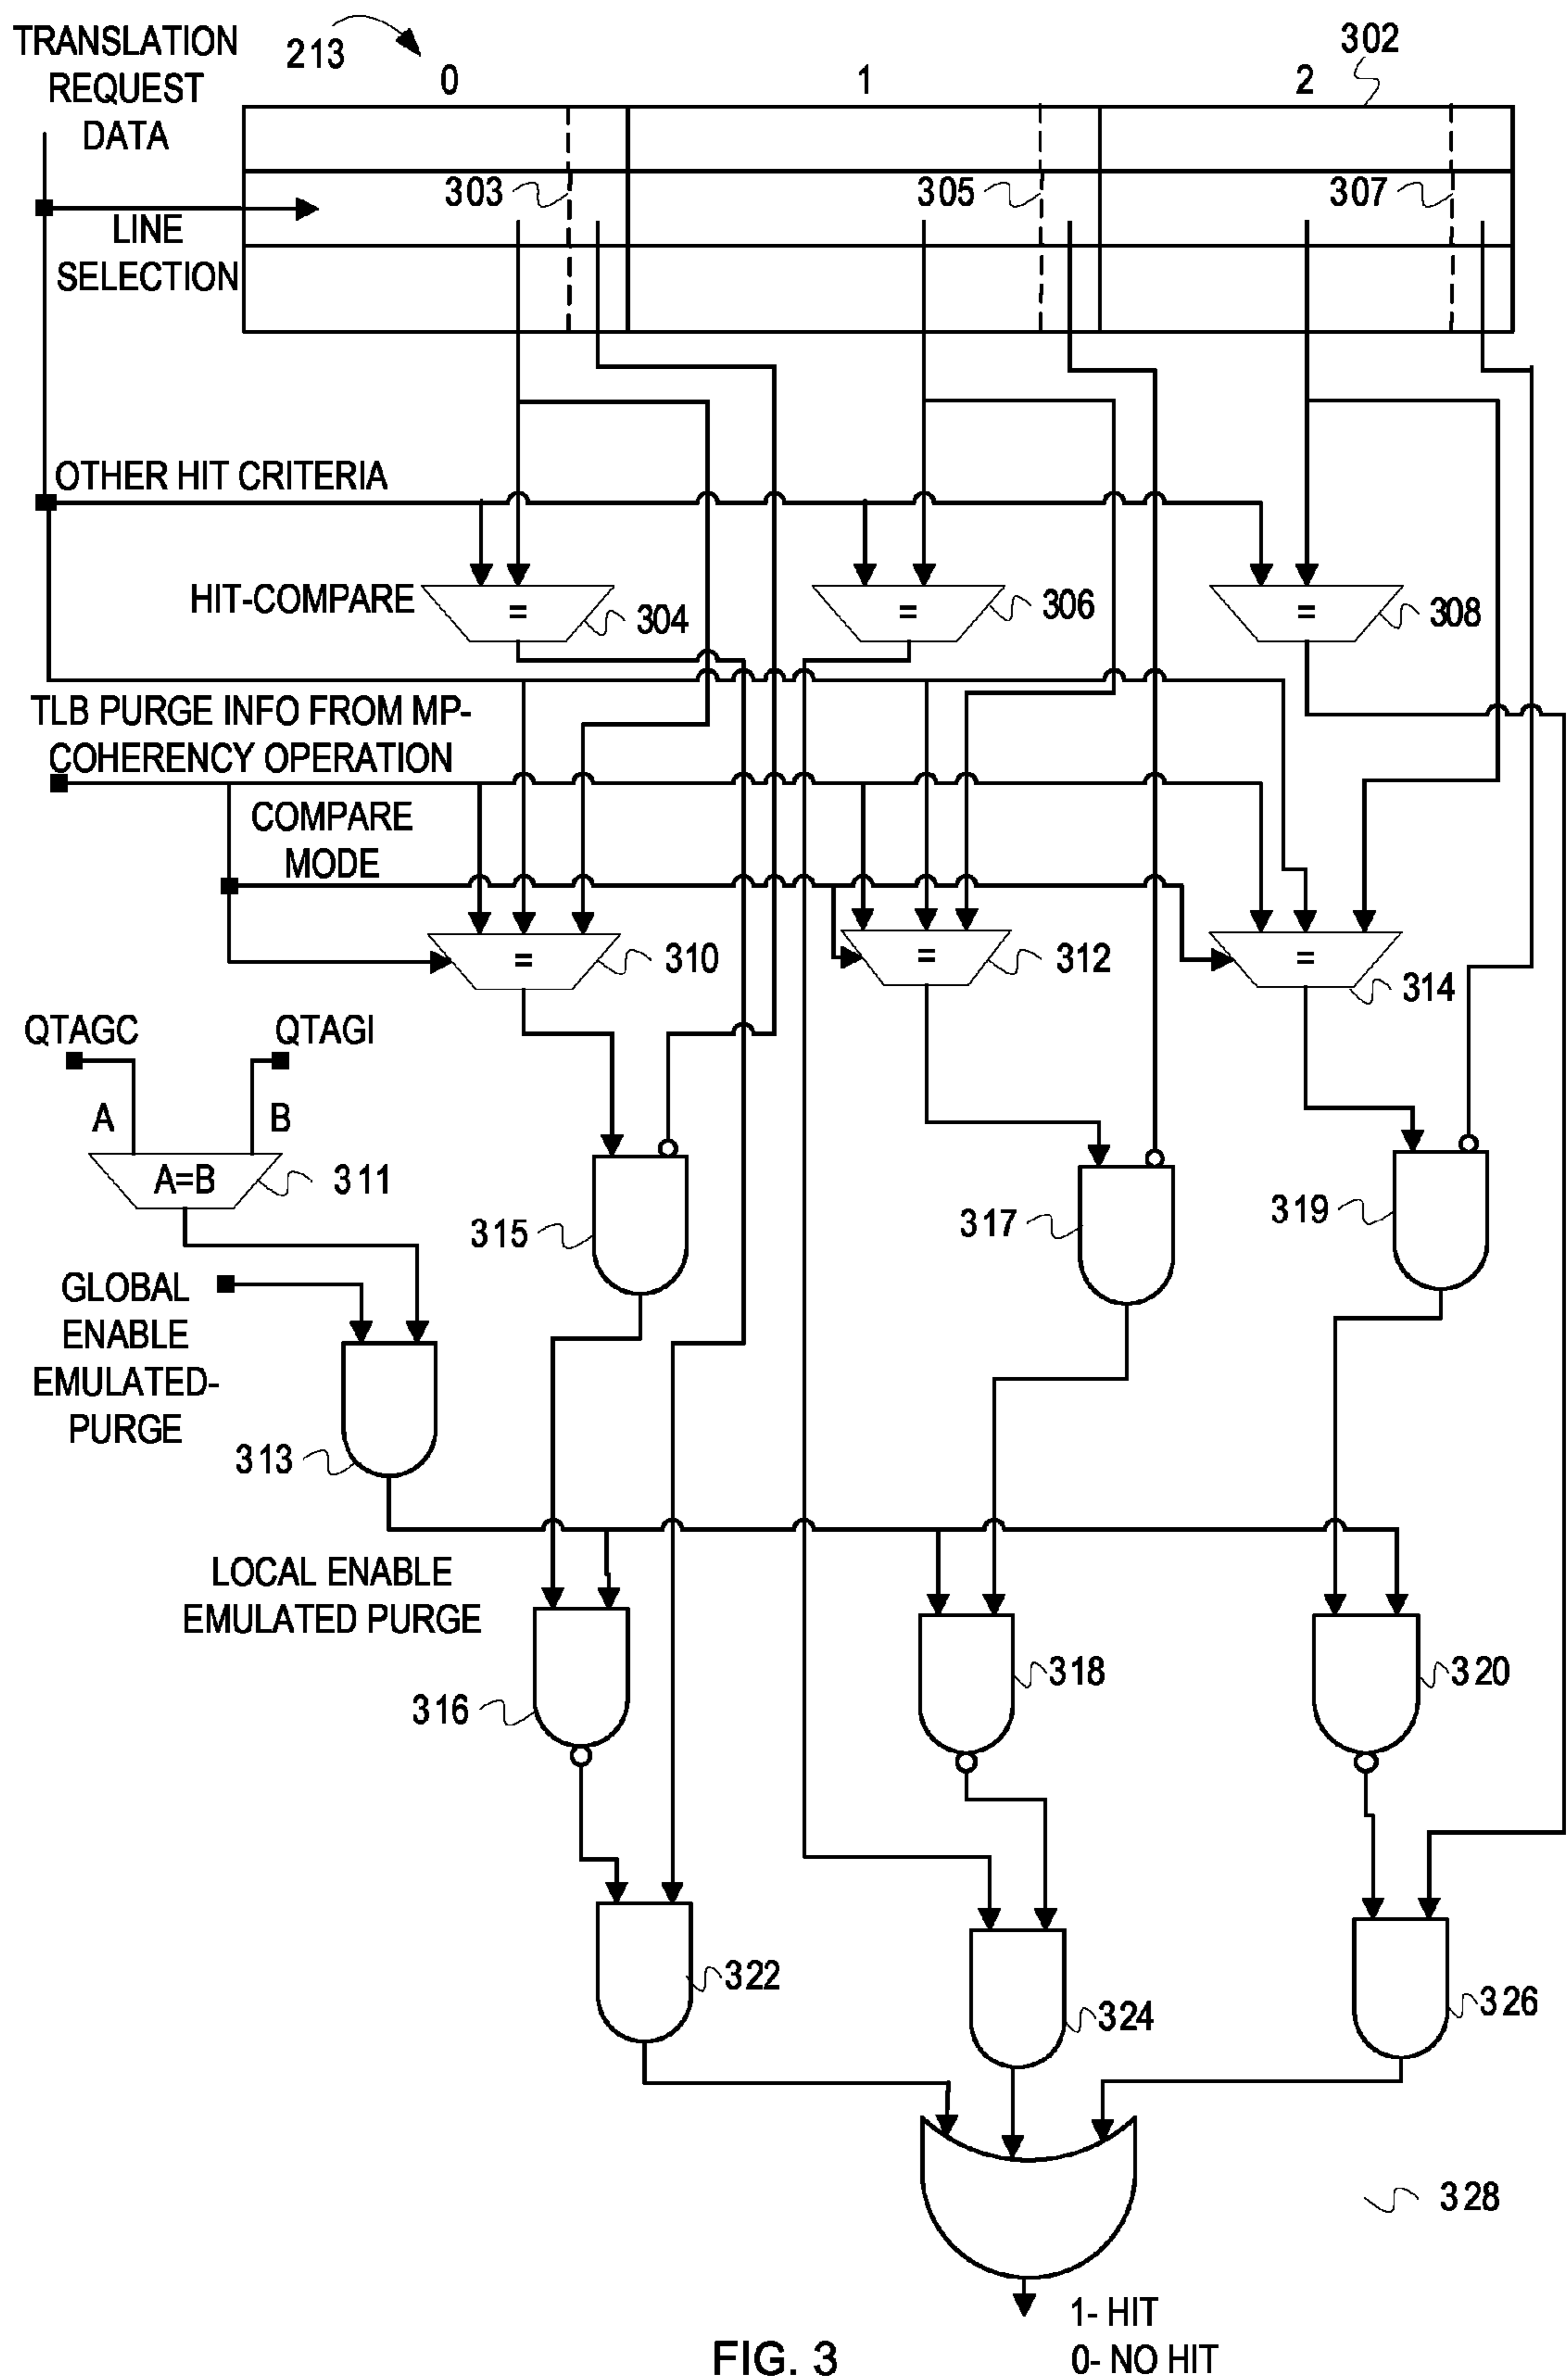 TRANSLATION
REQUEST
DATA
213
0
1
2
302
303
305
307
LINE
SELECTION
OTHER HIT CRITERIA
HIT-COMPARE
=
304
=
306
=
308
TLB PURGE INFO FROM MP-
COHERENCY OPERATION
COMPARE
MODE
=
310
=
312
=
314
QTAGC
QTAGI
A
B
A=B
311
315
317
319
GLOBAL
ENABLE
EMULATED-
PURGE
313
LOCAL ENABLE
EMULATED PURGE
316
318
320
322
324
326
328
1- HIT
0- NO HIT
FIG. 3